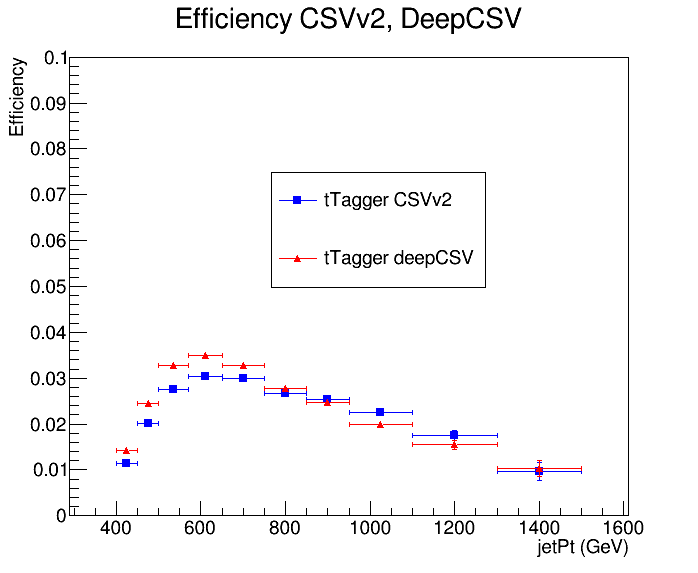 Efficiency CSVv2, DeepCSV
Efficiency
0.1
0.09
0.08
0.07
0.06
0.05
0.04
0.03
0.02
0.01
0
tTagger CSVv2
tTagger deepCSV
400 600 800 1000 1200 1400 1600
jetPt (GeV)